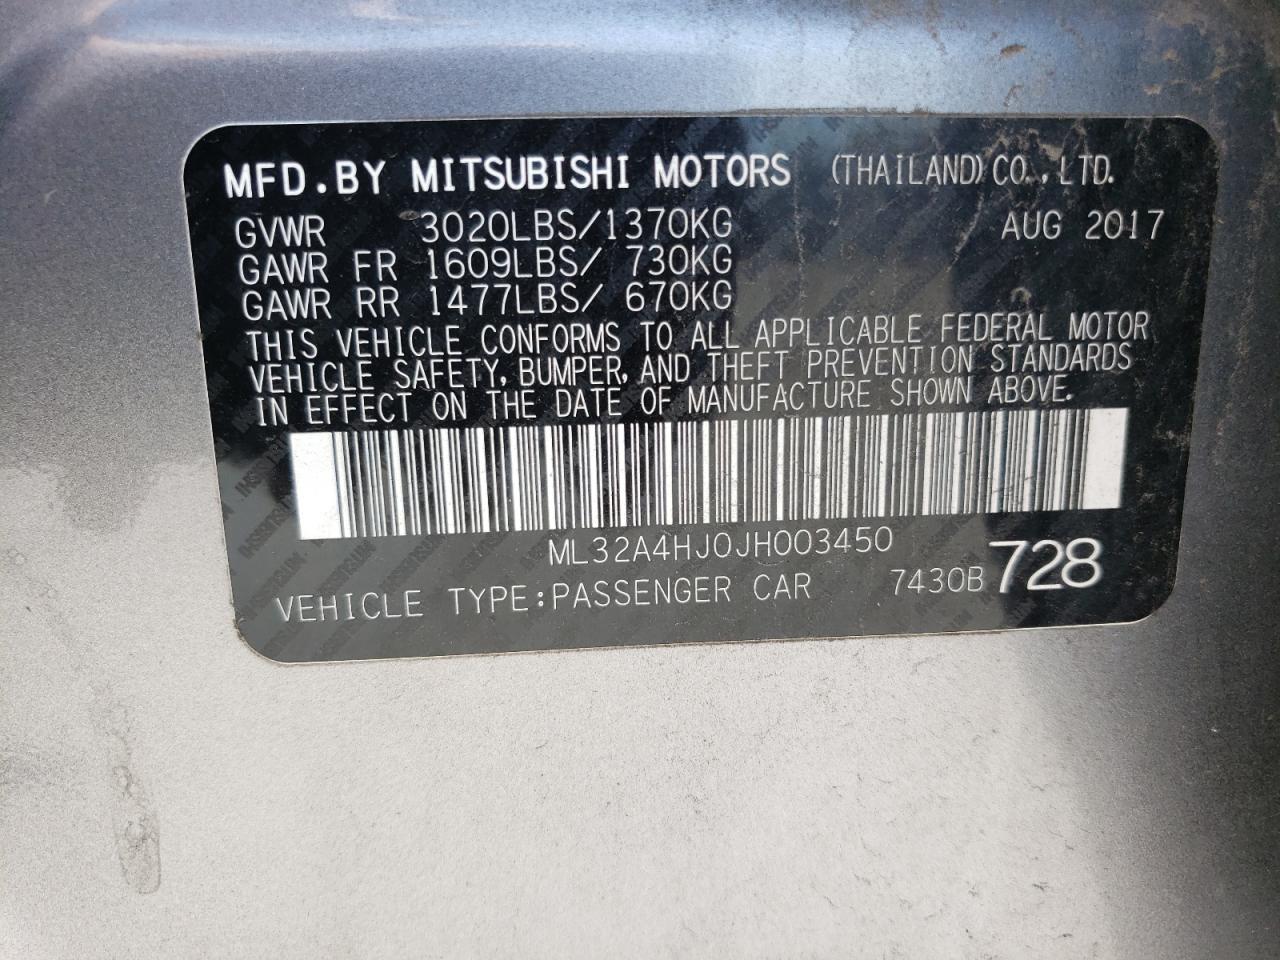 MFD.BY MITSUBISHI MOTORS (THAILAND) CO.,LTD.
GVWR 3020LBS/1370KG AUG 2017
GAWR FR 1609LBS/ 730KG
GAWR RR 1477LBS/ 670KG
THIS VEHICLE CONFORMS TO ALL APPLICABLE FEDERAL MOTOR
VEHICLE SAFETY, BUMPER, AND THEFT PREVENTION STANDARDS
IN EFFECT ON THE DATE OF MANUFACTURE SHOWN ABOVE.
ML32A4HJ0JH003450
VEHICLE TYPE:PASSENGER CAR 7430B 728